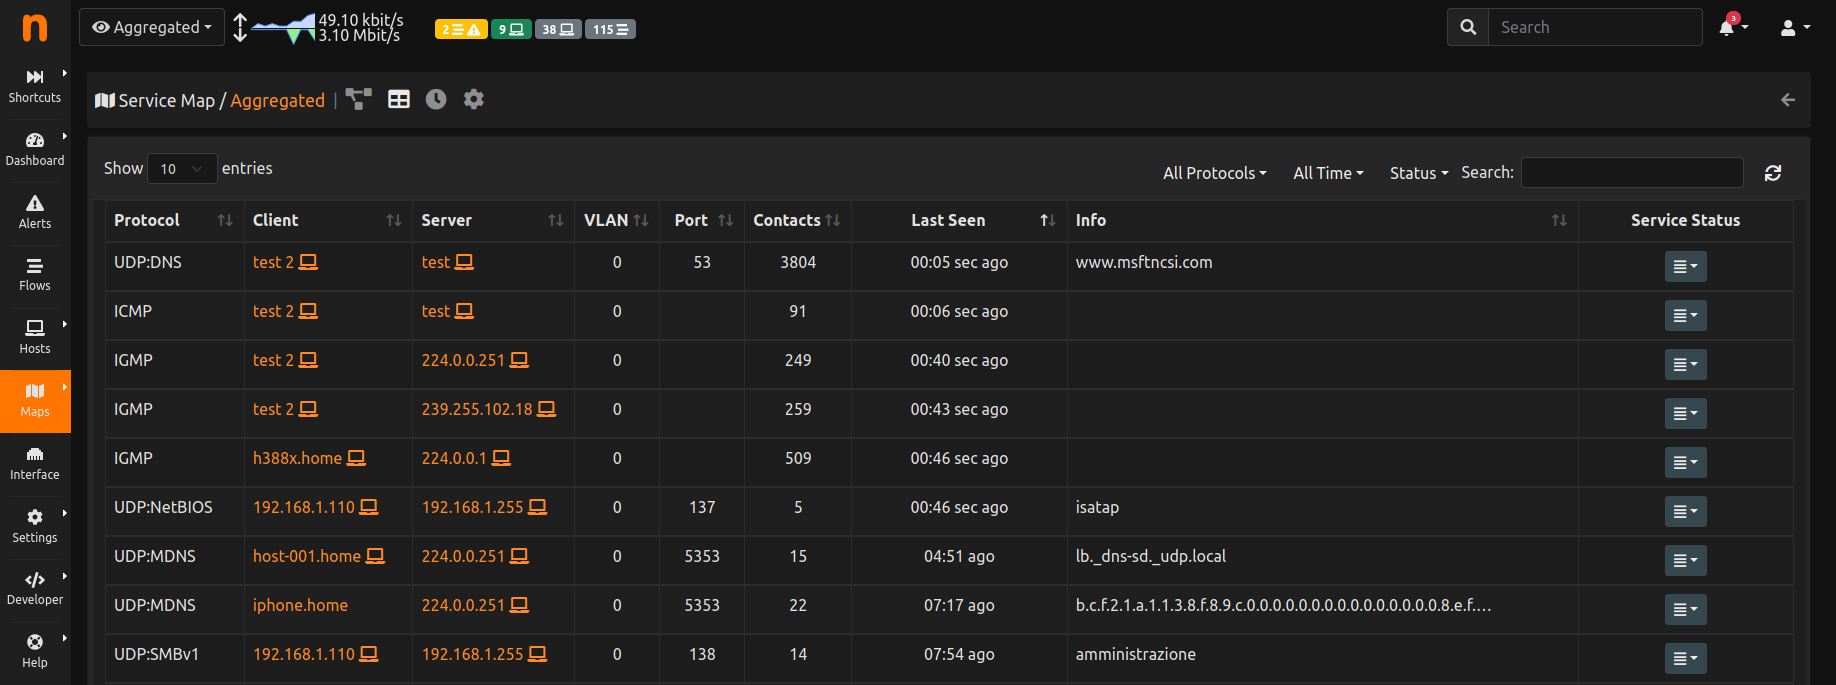 n
Aggregated
49.10 kbit/s
3.10 Mbit/s
2
9
38
115
Search
3
Shortcuts
Dashboard
Alerts
Flows
Hosts
Maps
Interface
Settings
Developer
Help
Service Map / Aggregated |
Show 10 entries
All Protocols All Time Status Search:
Protocol Client Server VLAN Port Contacts Last Seen Info Service Status
UDP:DNS test 2 test 0 53 3804 00:05 sec ago www.msftncsi.com
ICMP test 2 test 0 91 00:06 sec ago
IGMP test 2 224.0.0.251 0 249 00:40 sec ago
IGMP test 2 239.255.102.18 0 259 00:43 sec ago
IGMP h388x.home 224.0.0.1 0 509 00:46 sec ago
UDP:NetBIOS 192.168.1.110 192.168.1.255 0 137 5 00:46 sec ago isatap
UDP:MDNS host-001.home 224.0.0.251 0 5353 15 04:51 ago lb._dns-sd._udp.local
UDP:MDNS iphone.home 224.0.0.251 0 5353 22 07:17 ago b.c.f.2.1.a.1.1.3.8.f.8.9.c.0.0.0.0.0.0.0.0.0.0.0.0.0.0.0.8.e.f.…
UDP:SMBv1 192.168.1.110 192.168.1.255 0 138 14 07:54 ago amministrazione